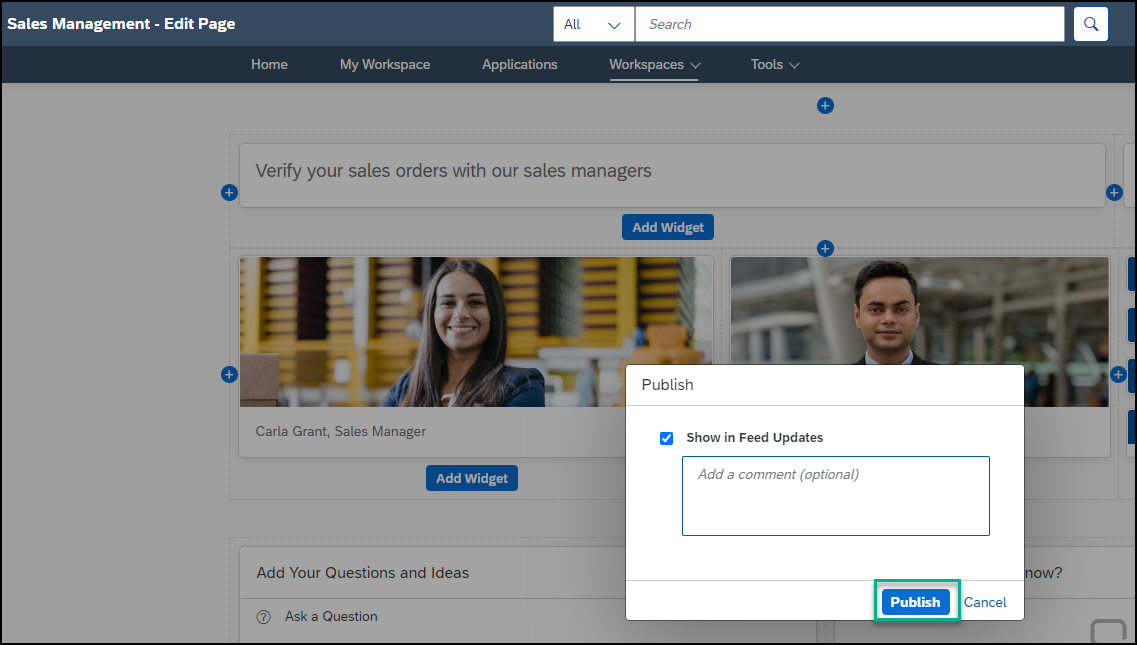 Sales Management - Edit Page
All
Search
Home
My Workspace
Applications
Workspaces
Tools
Verify your sales orders with our sales managers
Add Widget
Carla Grant, Sales Manager
Add Widget
Publish
Show in Feed Updates
Add a comment (optional)
Publish
Cancel
Add Your Questions and Ideas
now?
? Ask a Question